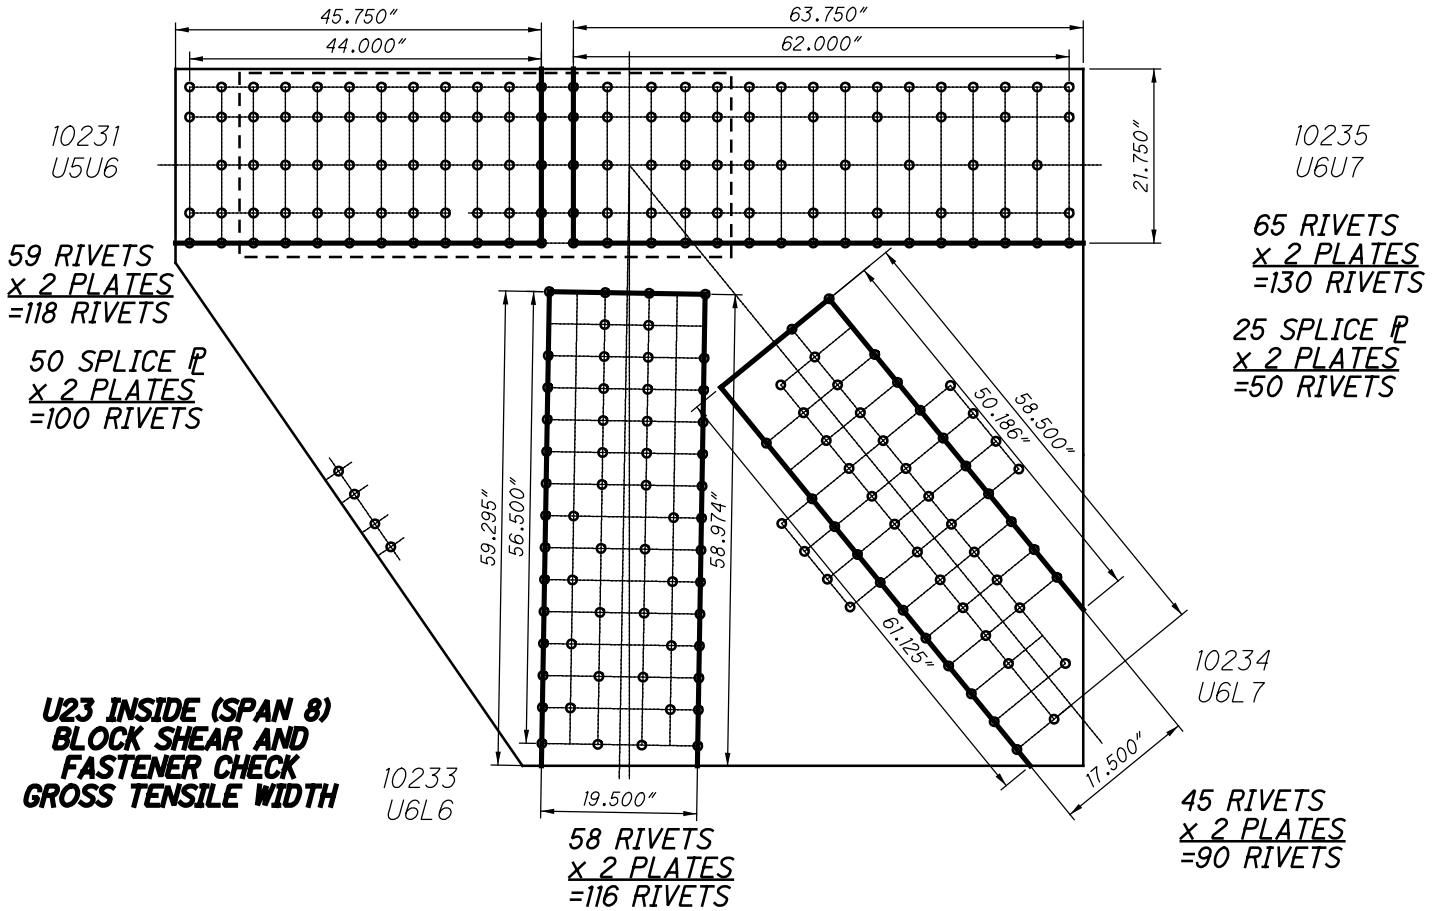 45.750"
63.750"
44.000"
62.000"
10231
U5U6
21.750"
10235
U6U7
59 RIVETS
x 2 PLATES
=118 RIVETS
65 RIVETS
x 2 PLATES
=130 RIVETS
50 SPLICE ℙL
x 2 PLATES
=100 RIVETS
25 SPLICE ℙL
x 2 PLATES
=50 RIVETS
59.295"
56.500"
58.974"
50.186"
58.500"
61.125"
10234
U6L7
17.500"
U23 INSIDE (SPAN 8)
BLOCK SHEAR AND
FASTENER CHECK
GROSS TENSILE WIDTH
10233
U6L6
19.500"
58 RIVETS
x 2 PLATES
=116 RIVETS
45 RIVETS
x 2 PLATES
=90 RIVETS